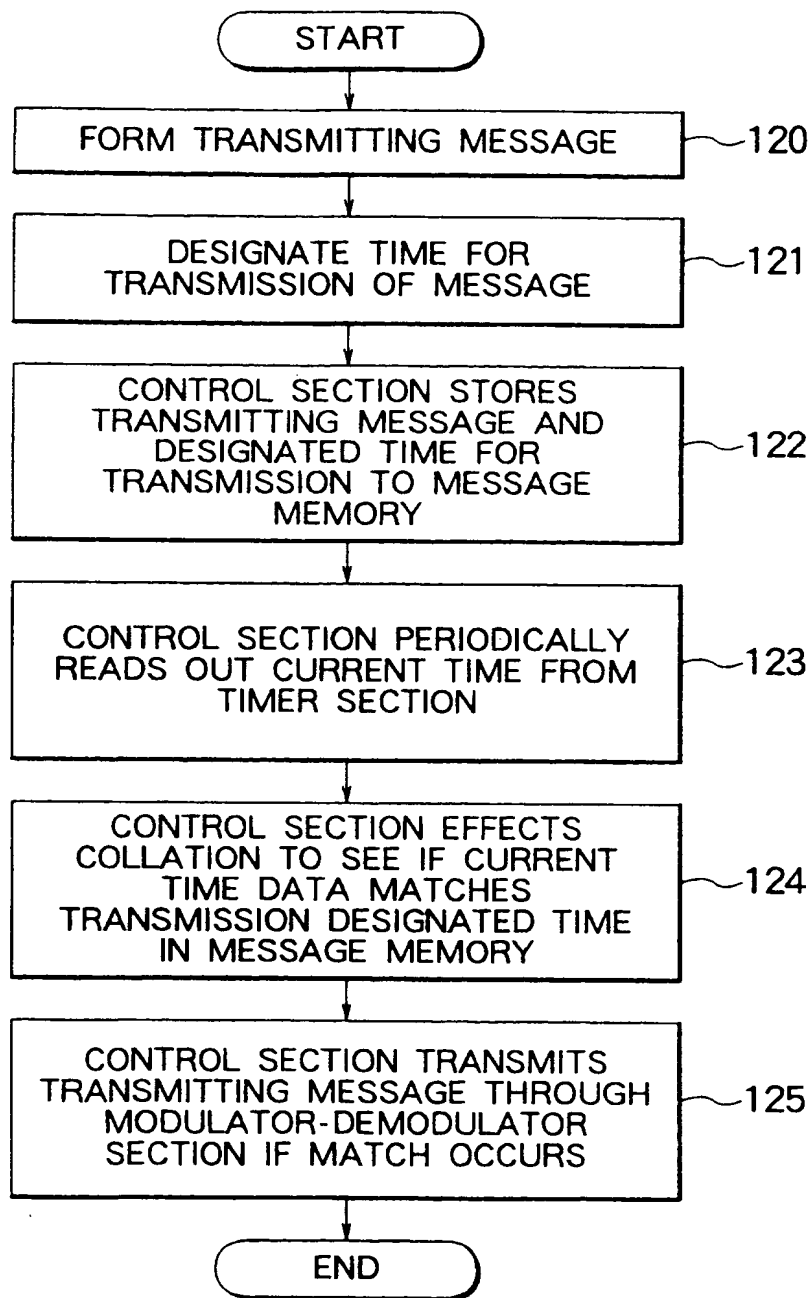 START
FORM TRANSMITTING MESSAGE
120
DESIGNATE TIME FOR
TRANSMISSION OF MESSAGE
121
CONTROL SECTION STORES
TRANSMITTING MESSAGE AND
DESIGNATED TIME FOR
TRANSMISSION TO MESSAGE
MEMORY
122
CONTROL SECTION PERIODICALLY
READS OUT CURRENT TIME FROM
TIMER SECTION
123
CONTROL SECTION EFFECTS
COLLATION TO SEE IF CURRENT
TIME DATA MATCHES
TRANSMISSION DESIGNATED TIME
IN MESSAGE MEMORY
124
CONTROL SECTION TRANSMITS
TRANSMITTING MESSAGE THROUGH
MODULATOR-DEMODULATOR
SECTION IF MATCH OCCURS
125
END